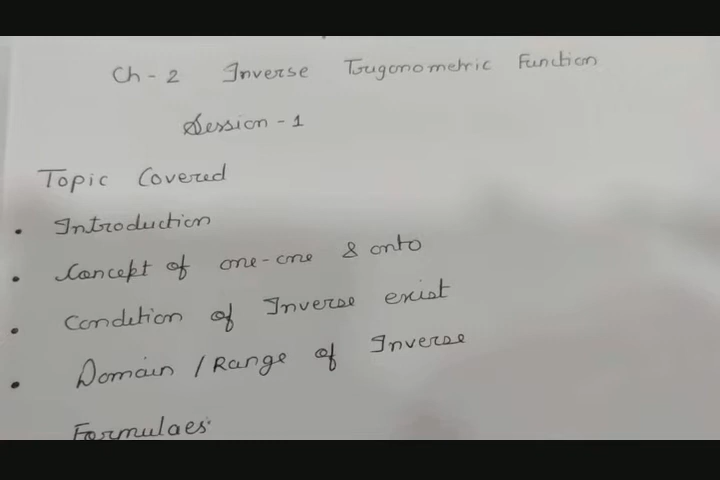 Ch - 2 Inverse Trigonometric Function
Session - 1
Topic Covered
• Introduction
• Concept of one-one & onto
• Condition of Inverse exist
• Domain / Range of Inverse
Formulaes